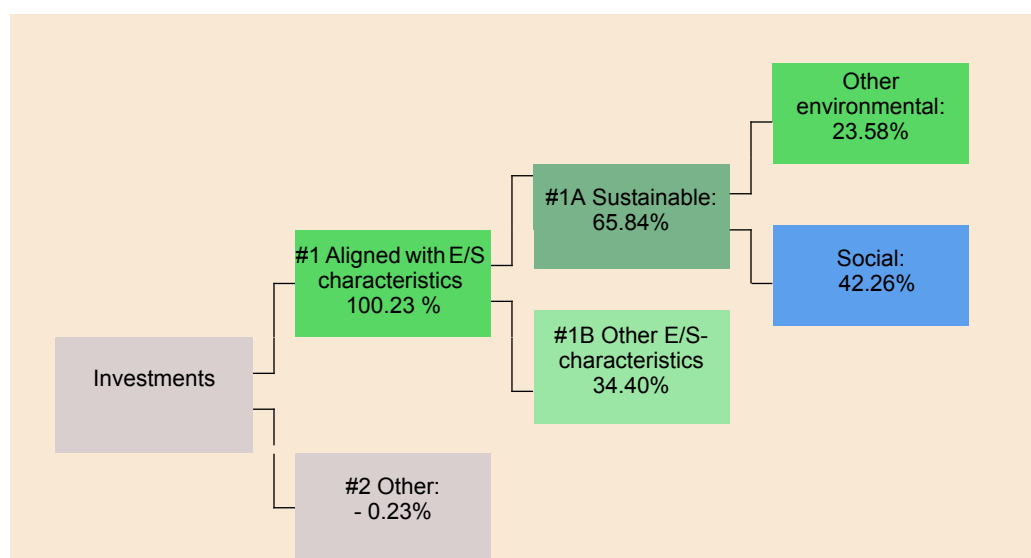 Other
environmental:
23.58%
#1A Sustainable:
65.84%
#1 Aligned with E/S
characteristics
100.23 %
Social:
42.26%
#1B Other E/S-
characteristics
34.40%
Investments
#2 Other:
- 0.23%